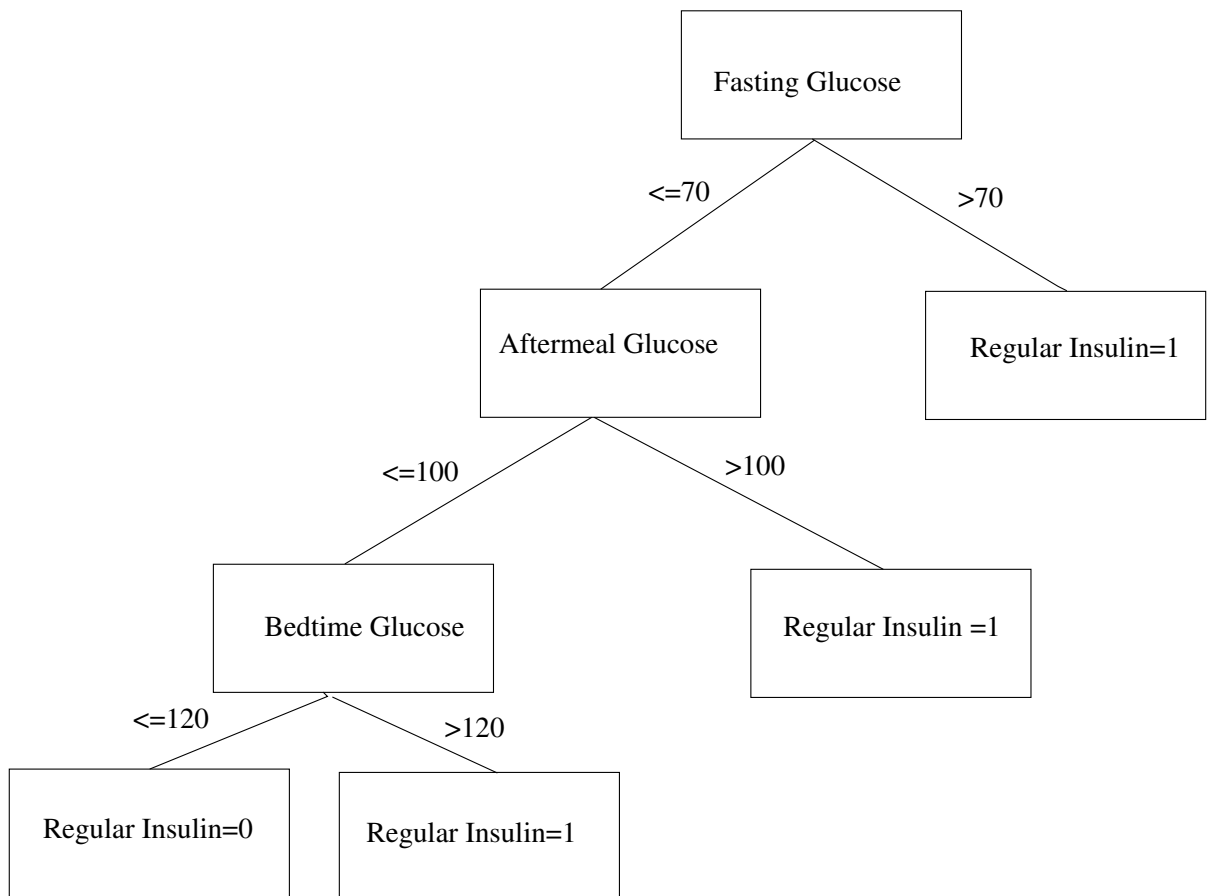 Fasting Glucose
<=70
>70
Aftermeal Glucose
Regular Insulin=1
<=100
>100
Bedtime Glucose
Regular Insulin =1
<=120
>120
Regular Insulin=0
Regular Insulin=1